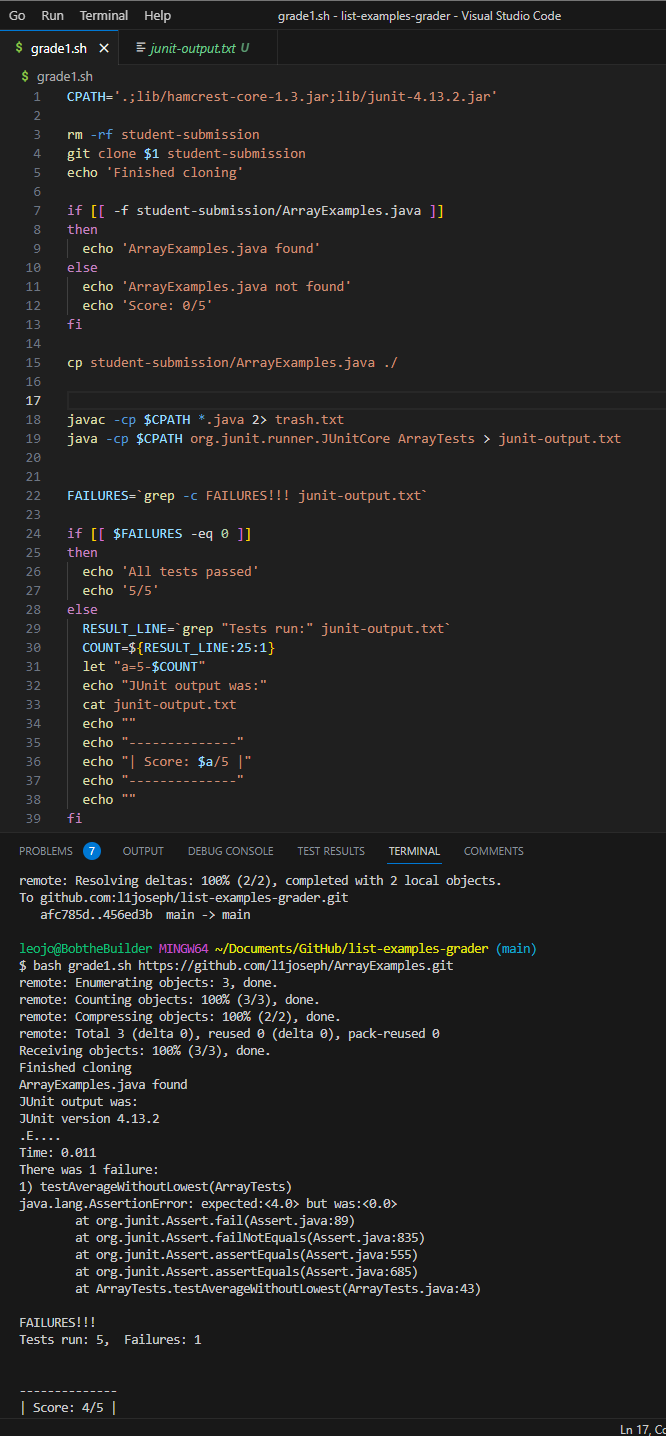 Go Run Terminal Help grade1.sh - list-examples-grader - Visual Studio Code
$ grade1.sh × junit-output.txt U
$ grade1.sh
1 CPATH='.;lib/hamcrest-core-1.3.jar;lib/junit-4.13.2.jar'
2
3 rm -rf student-submission
4 git clone $1 student-submission
5 echo 'Finished cloning'
6
7 if [[ -f student-submission/ArrayExamples.java ]]
8 then
9 echo 'ArrayExamples.java found'
10 else
11 echo 'ArrayExamples.java not found'
12 echo 'Score: 0/5'
13 fi
14
15 cp student-submission/ArrayExamples.java ./
16
17
18 javac -cp $CPATH *.java 2> trash.txt
19 java -cp $CPATH org.junit.runner.JUnitCore ArrayTests > junit-output.txt
20
21
22 FAILURES=`grep -c FAILURES!!! junit-output.txt`
23
24 if [[ $FAILURES -eq 0 ]]
25 then
26 echo 'All tests passed'
27 echo '5/5'
28 else
29 RESULT_LINE=`grep "Tests run:" junit-output.txt`
30 COUNT=${RESULT_LINE:25:1}
31 let "a=5-$COUNT"
32 echo "JUnit output was:"
33 cat junit-output.txt
34 echo ""
35 echo "--------------"
36 echo "| Score: $a/5 |"
37 echo "--------------"
38 echo ""
39 fi
PROBLEMS 7 OUTPUT DEBUG CONSOLE TEST RESULTS TERMINAL COMMENTS
remote: Resolving deltas: 100% (2/2), completed with 2 local objects.
To github.com:l1joseph/list-examples-grader.git
afc785d..456ed3b main -> main
leojo@BobtheBuilder MINGW64 ~/Documents/GitHub/list-examples-grader (main)
$ bash grade1.sh https://github.com/l1joseph/ArrayExamples.git
remote: Enumerating objects: 3, done.
remote: Counting objects: 100% (3/3), done.
remote: Compressing objects: 100% (2/2), done.
remote: Total 3 (delta 0), reused 0 (delta 0), pack-reused 0
Receiving objects: 100% (3/3), done.
Finished cloning
ArrayExamples.java found
JUnit output was:
JUnit version 4.13.2
.E....
Time: 0.011
There was 1 failure:
1) testAverageWithoutLowest(ArrayTests)
java.lang.AssertionError: expected:<4.0> but was:<0.0>
at org.junit.Assert.fail(Assert.java:89)
at org.junit.Assert.failNotEquals(Assert.java:835)
at org.junit.Assert.assertEquals(Assert.java:555)
at org.junit.Assert.assertEquals(Assert.java:685)
at ArrayTests.testAverageWithoutLowest(ArrayTests.java:43)
FAILURES!!!
Tests run: 5, Failures: 1
--------------
| Score: 4/5 |
Ln 17, Co